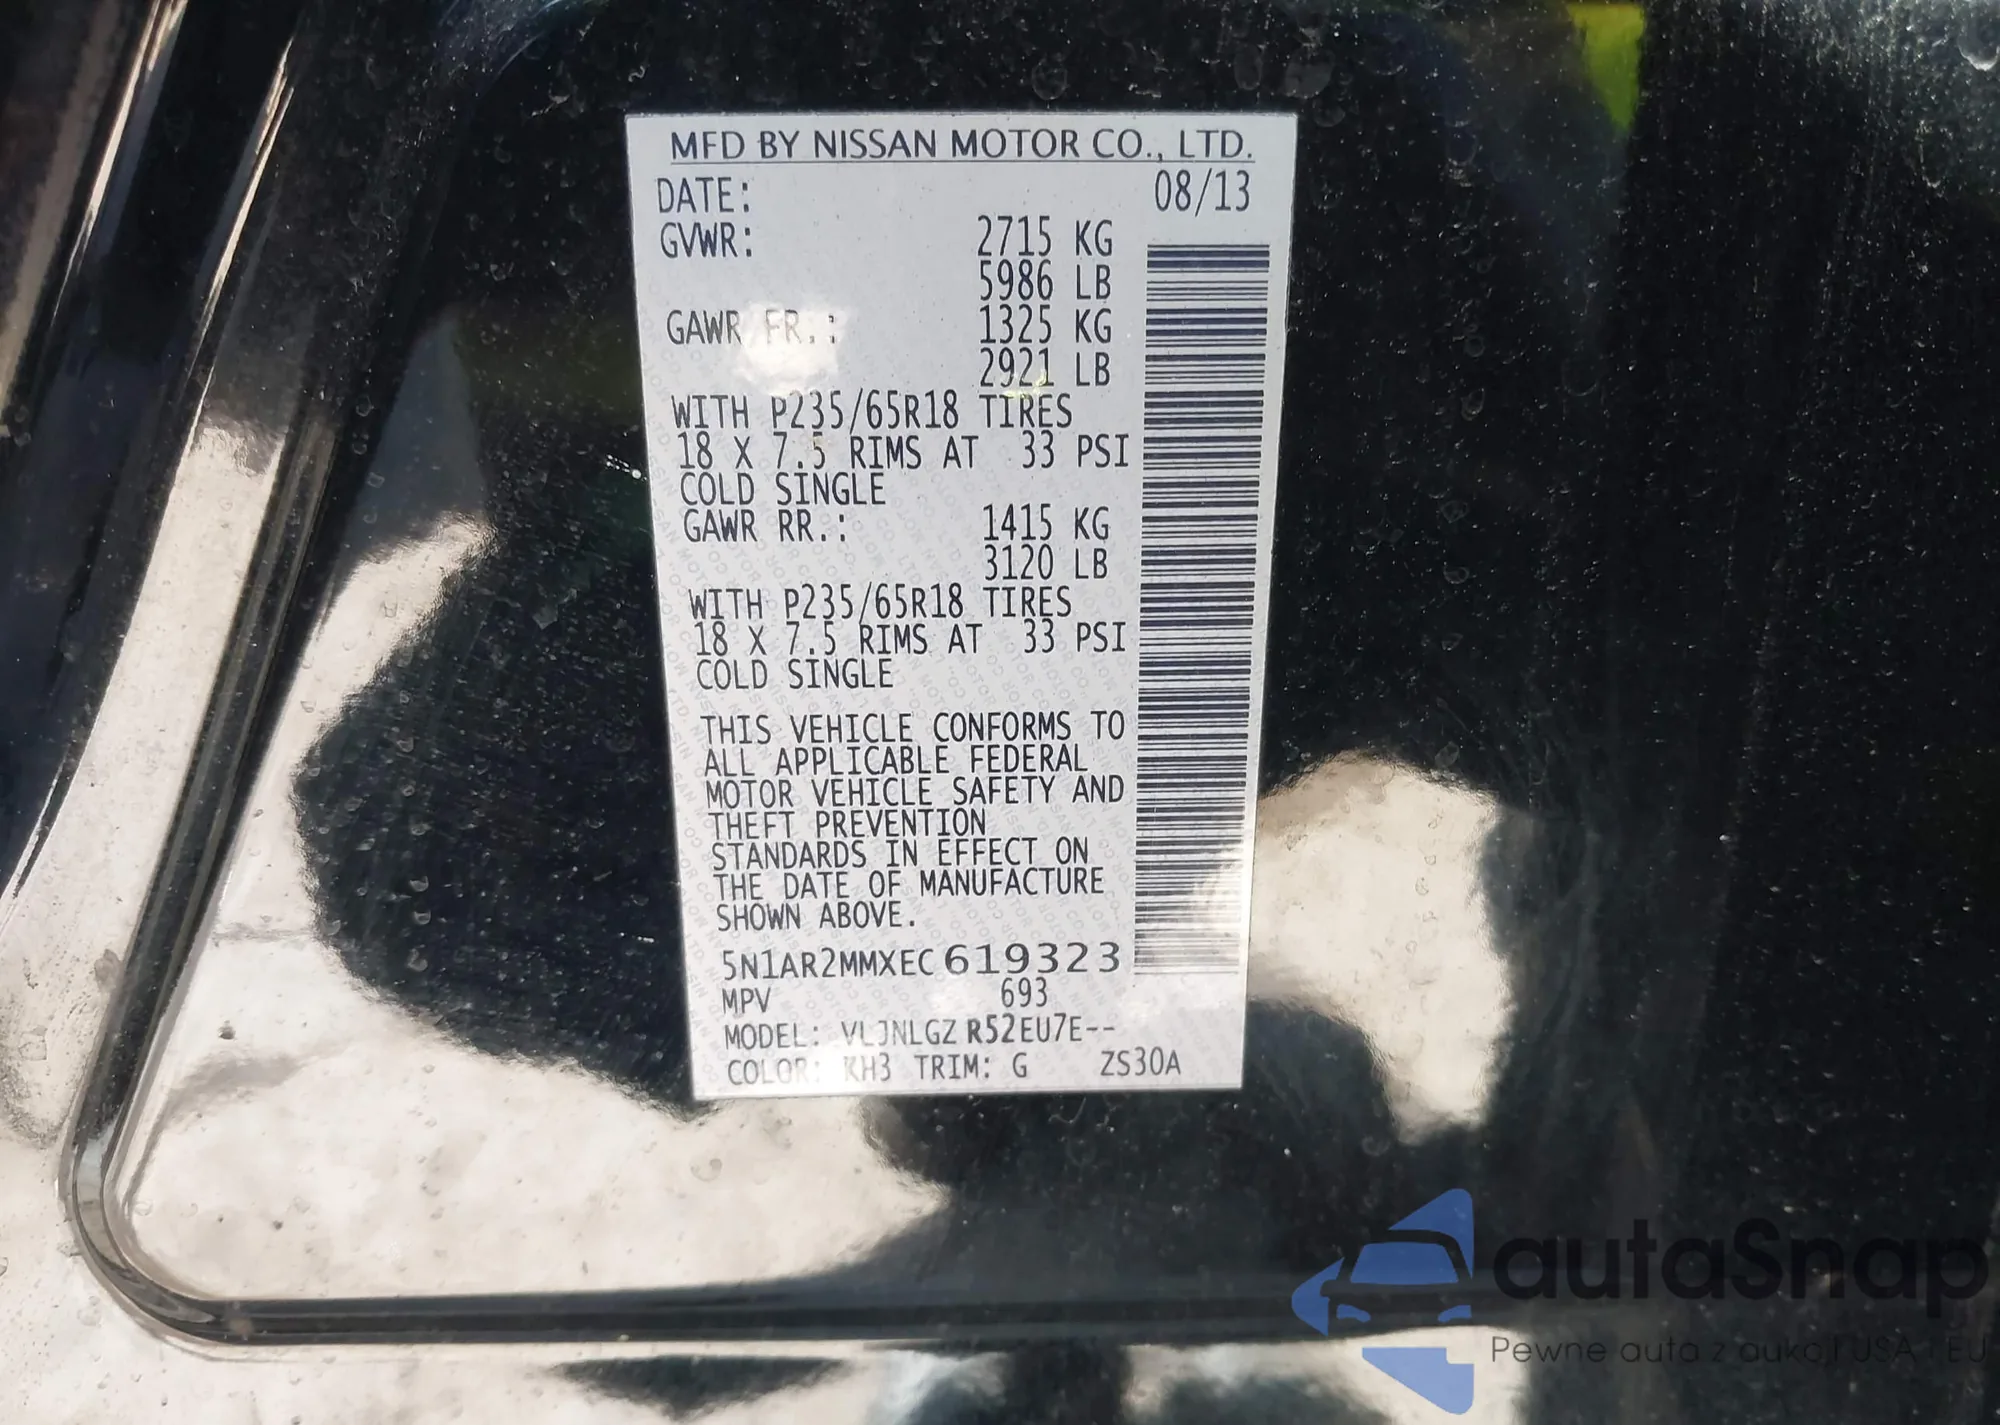 MFD BY NISSAN MOTOR CO., LTD.
DATE: 08/13
GVWR: 2715 KG
5986 LB
GAWR FR.: 1325 KG
2921 LB
WITH P235/65R18 TIRES
18 X 7.5 RIMS AT 33 PSI
COLD SINGLE
GAWR RR.: 1415 KG
3120 LB
WITH P235/65R18 TIRES
18 X 7.5 RIMS AT 33 PSI
COLD SINGLE
THIS VEHICLE CONFORMS TO
ALL APPLICABLE FEDERAL
MOTOR VEHICLE SAFETY AND
THEFT PREVENTION
STANDARDS IN EFFECT ON
THE DATE OF MANUFACTURE
SHOWN ABOVE.
5N1AR2MMXEC619323
MPV 693
MODEL: VLJNLGZ R52EU7E--
COLOR: KH3 TRIM: G ZS30A
autaSnap
Pewne auta z aukcji USA i EU